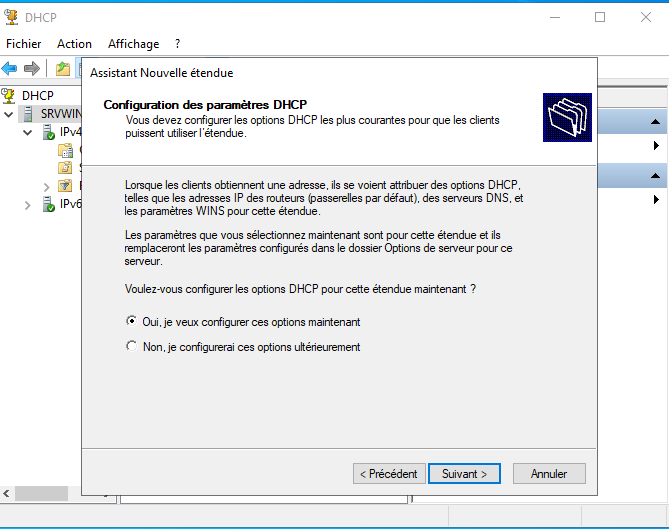 DHCP
Fichier Action Affichage ?
Assistant Nouvelle étendue
DHCP
SRVWIN
IPv4
IPv6
Configuration des paramètres DHCP
Vous devez configurer les options DHCP les plus courantes pour que les clients
puissent utiliser l'étendue.
Lorsque les clients obtiennent une adresse, ils se voient attribuer des options DHCP,
telles que les adresses IP des routeurs (passerelles par défaut), des serveurs DNS, et
les paramètres WINS pour cette étendue.
Les paramètres que vous sélectionnez maintenant sont pour cette étendue et ils
remplaceront les paramètres configurés dans le dossier Options de serveur pour ce
serveur.
Voulez-vous configurer les options DHCP pour cette étendue maintenant ?
Oui, je veux configurer ces options maintenant
Non, je configurerai ces options ultérieurement
< Précédent Suivant > Annuler